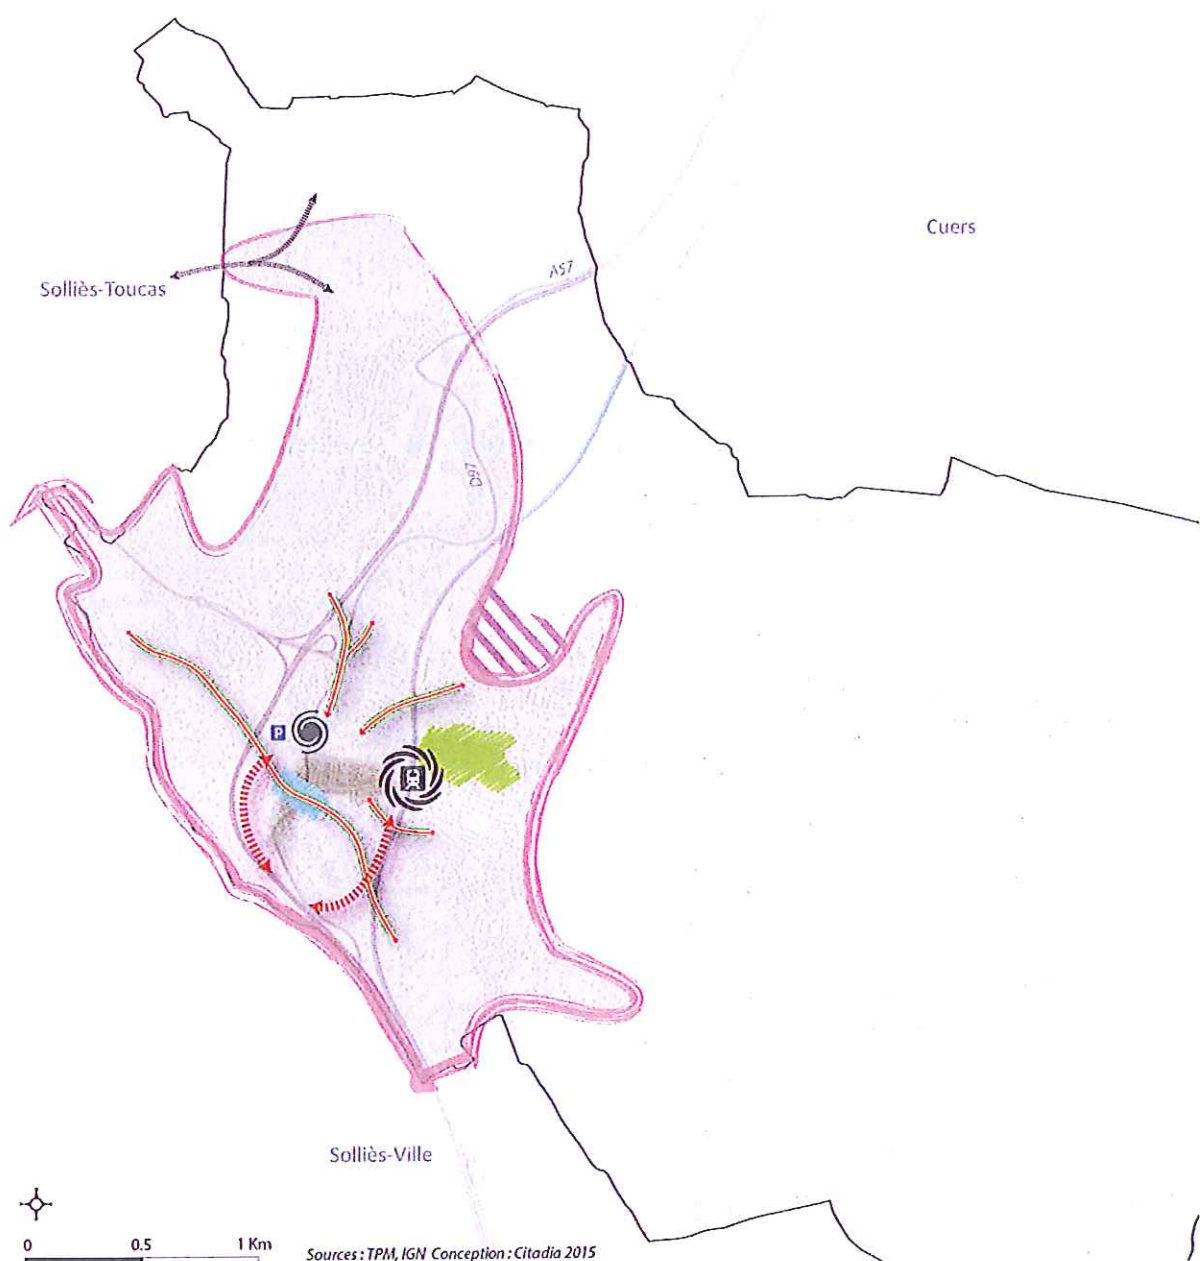 Cuers
A57
Solliès-Toucas
D97
P
Solliès-Ville
0 0.5 1 Km
Sources : TPM, IGN Conception : Citadia 2015